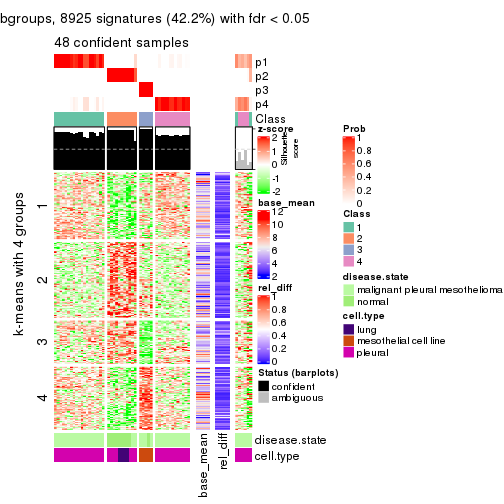 bgroups, 8925 signatures (42.2%) with fdr < 0.05
48 confident samples
p1
p2
p3
p4
Class
Silhouette
score
k-means with 4 groups
1
2
3
4
base_mean
rel_diff
disease.state
cell.type
z-score
2
1
0
-1
-2
base_mean
12
10
8
6
4
2
rel_diff
1
0.8
0.6
0.4
0.2
0
Status (barplots)
confident
ambiguous
Prob
1
0.8
0.6
0.4
0.2
0
Class
1
2
3
4
disease.state
malignant pleural mesothelioma
normal
cell.type
lung
mesothelial cell line
pleural